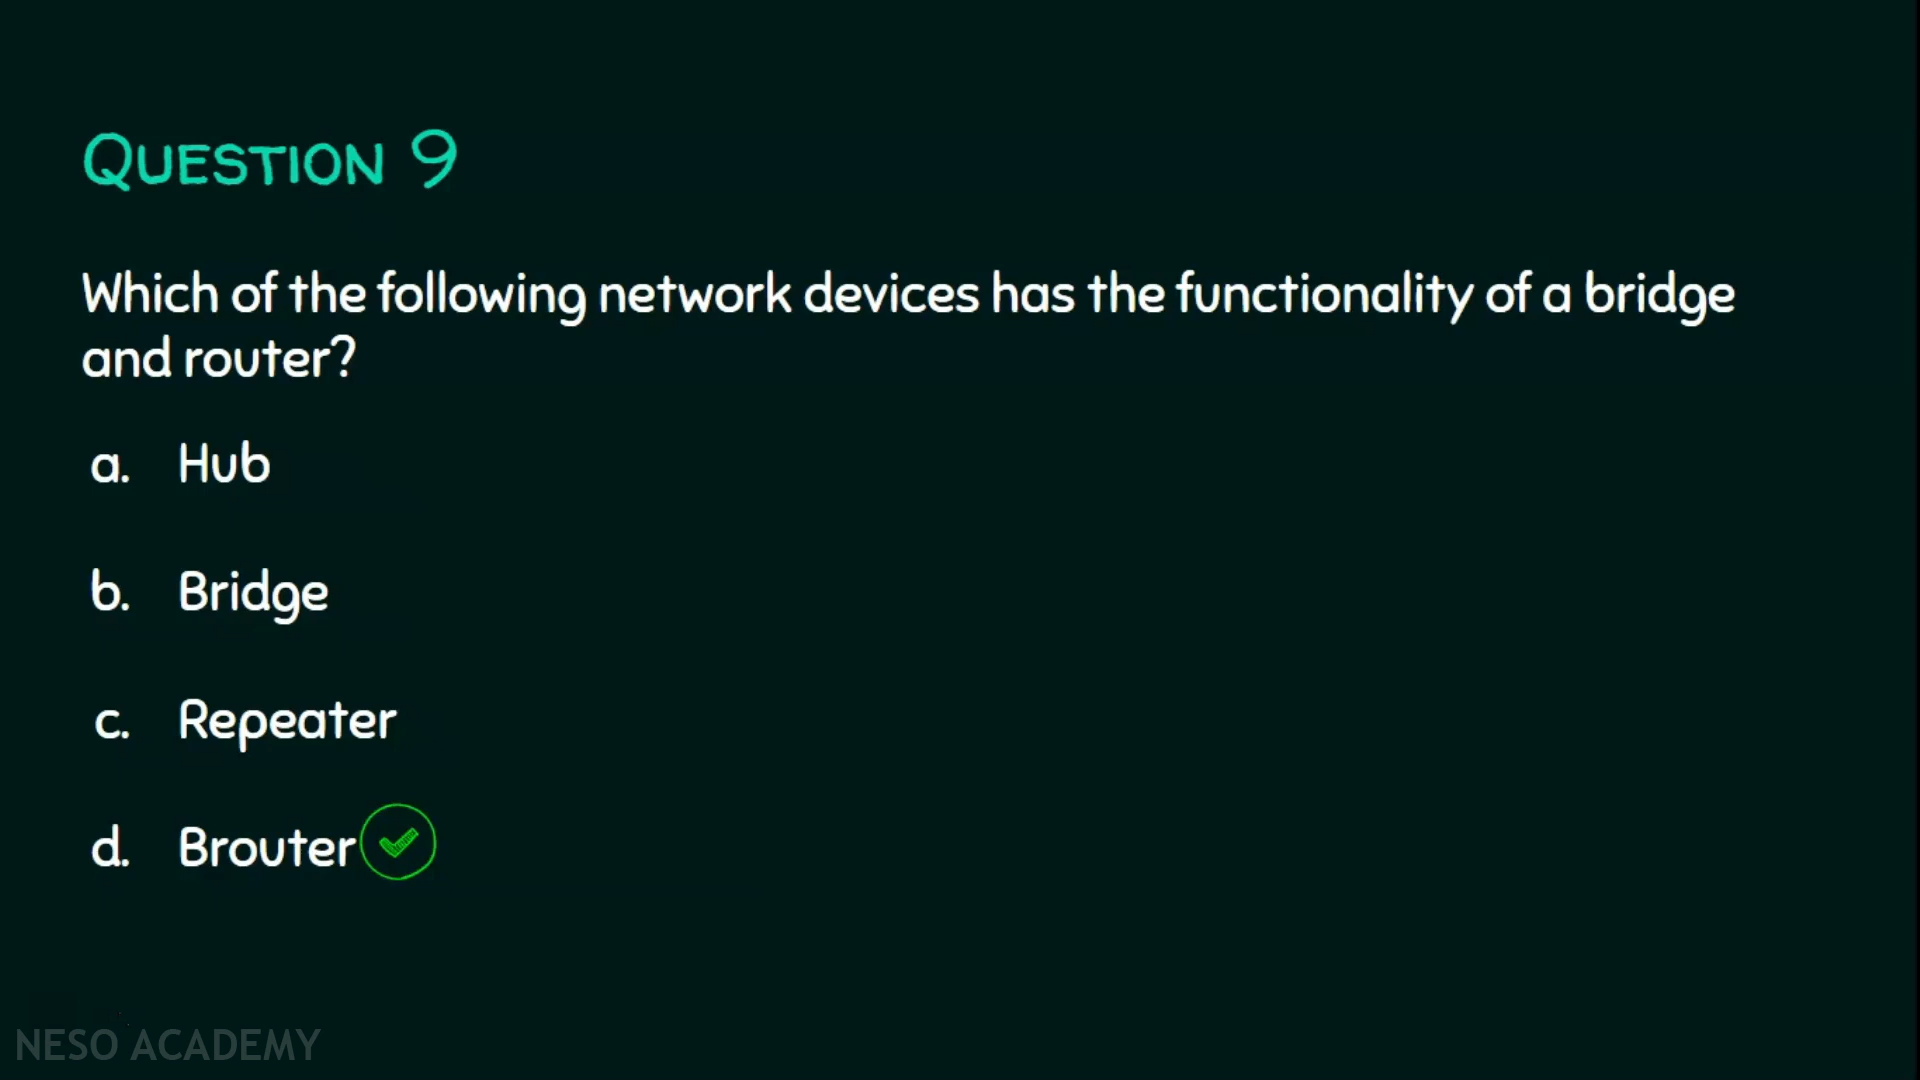 QUESTION 9
Which of the following network devices has the functionality of a bridge
and router?
a. Hub
b. Bridge
c. Repeater
d. Brouter
NESO ACADEMY